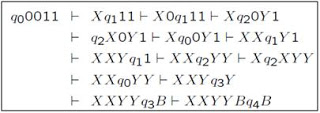 q₀0011 ⊢ Xq₁11 ⊢ X0q₁11 ⊢ Xq₂0Y1
⊢ q₂X0Y1 ⊢ Xq₀0Y1 ⊢ XXq₁Y1
⊢ XXYq₁1 ⊢ XXq₂YY ⊢ Xq₂XYY
⊢ XXq₀YY ⊢ XXYq₃Y
⊢ XXYYq₃B ⊢ XXYYBq₄B